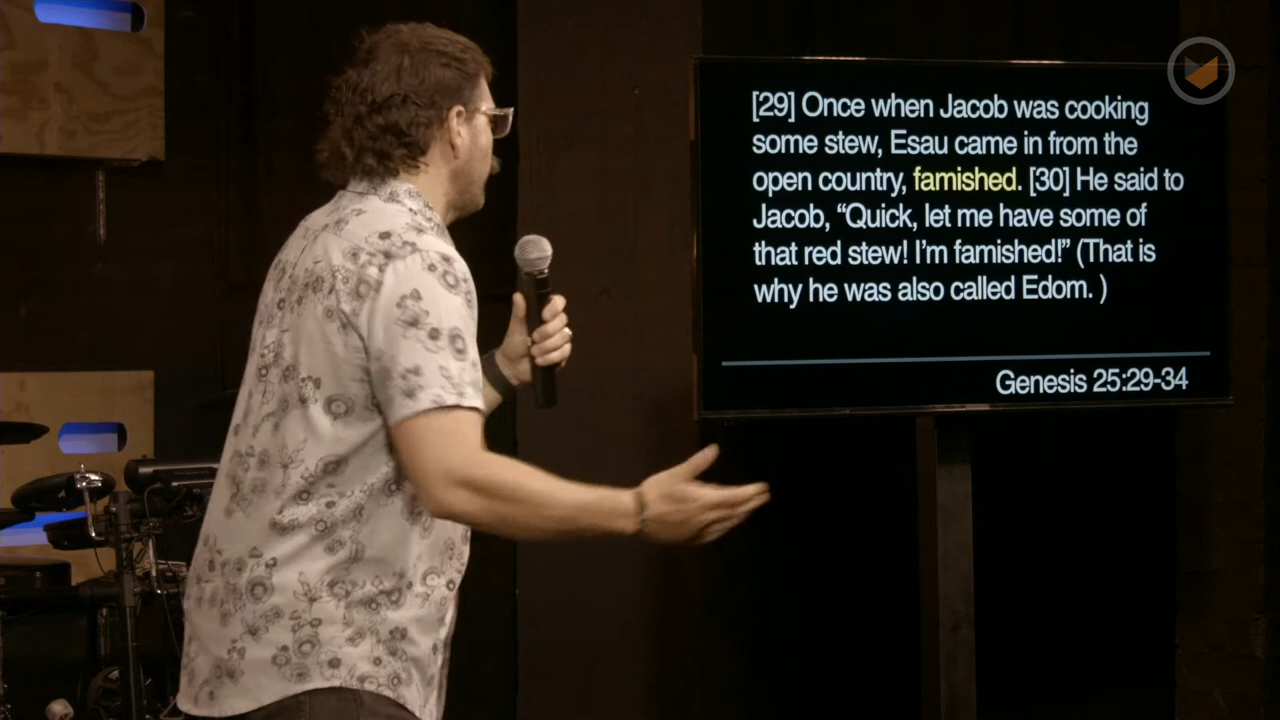 [29] Once when Jacob was cooking
some stew, Esau came in from the
open country, famished. [30] He said to
Jacob, “Quick, let me have some of
that red stew! I’m famished!” (That is
why he was also called Edom. )
Genesis 25:29-34